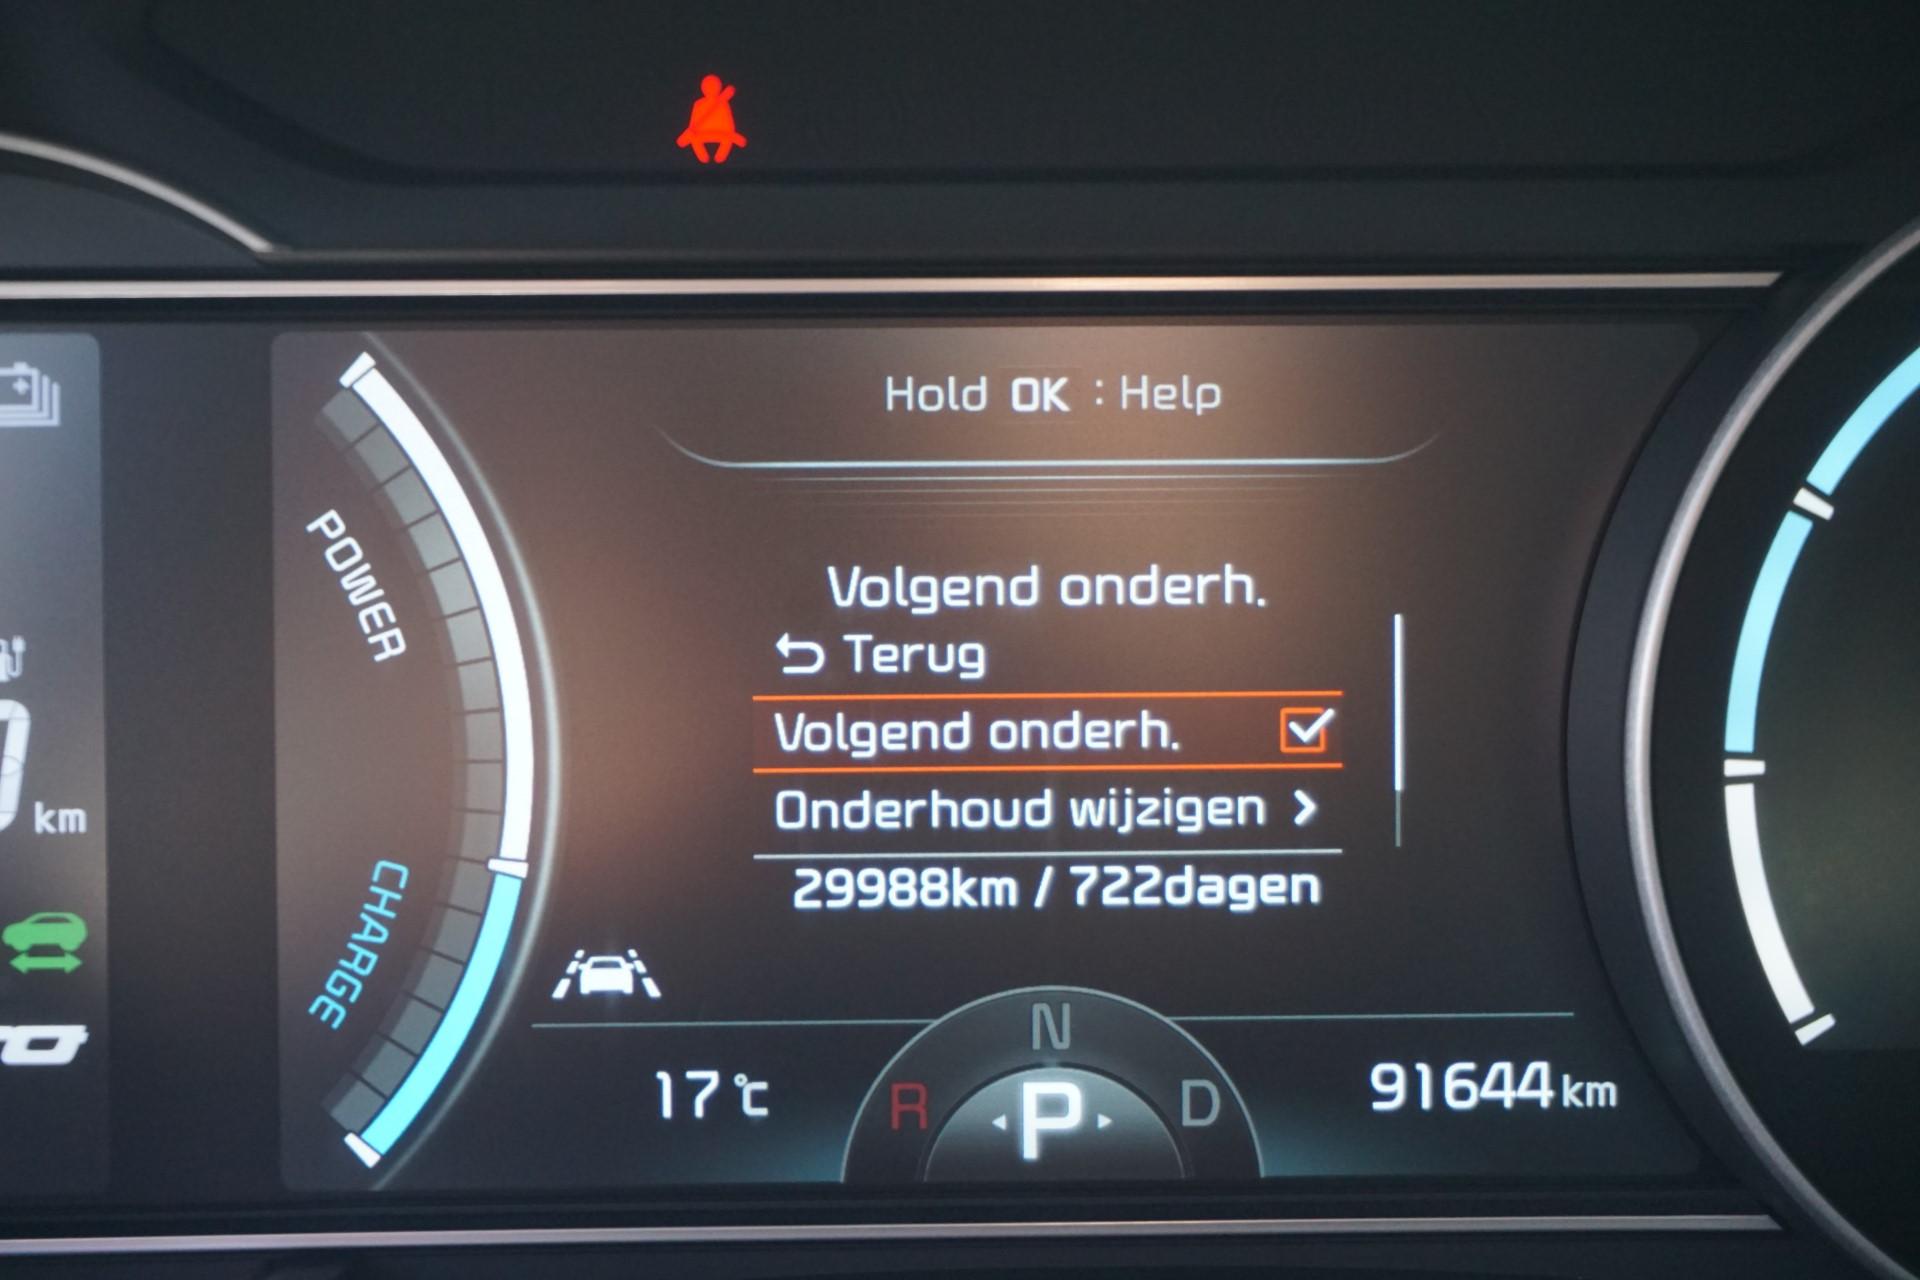 Hold OK : Help
Volgend onderh.
Terug
Volgend onderh.
Onderhoud wijzigen
29988km / 722dagen
POWER
CHARGE
km
N
R P D
17°C
91644km